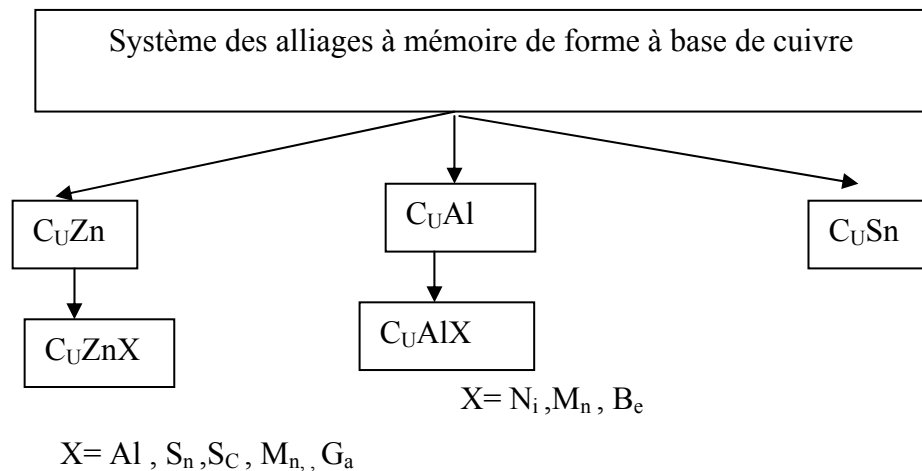 Système des alliages à mémoire de forme à base de cuivre
CUZn
CUAl
CUSn
CUZnX
CUAlX
X= Ni ,Mn , Be
X= Al , Sn ,SC , Mn, , Ga